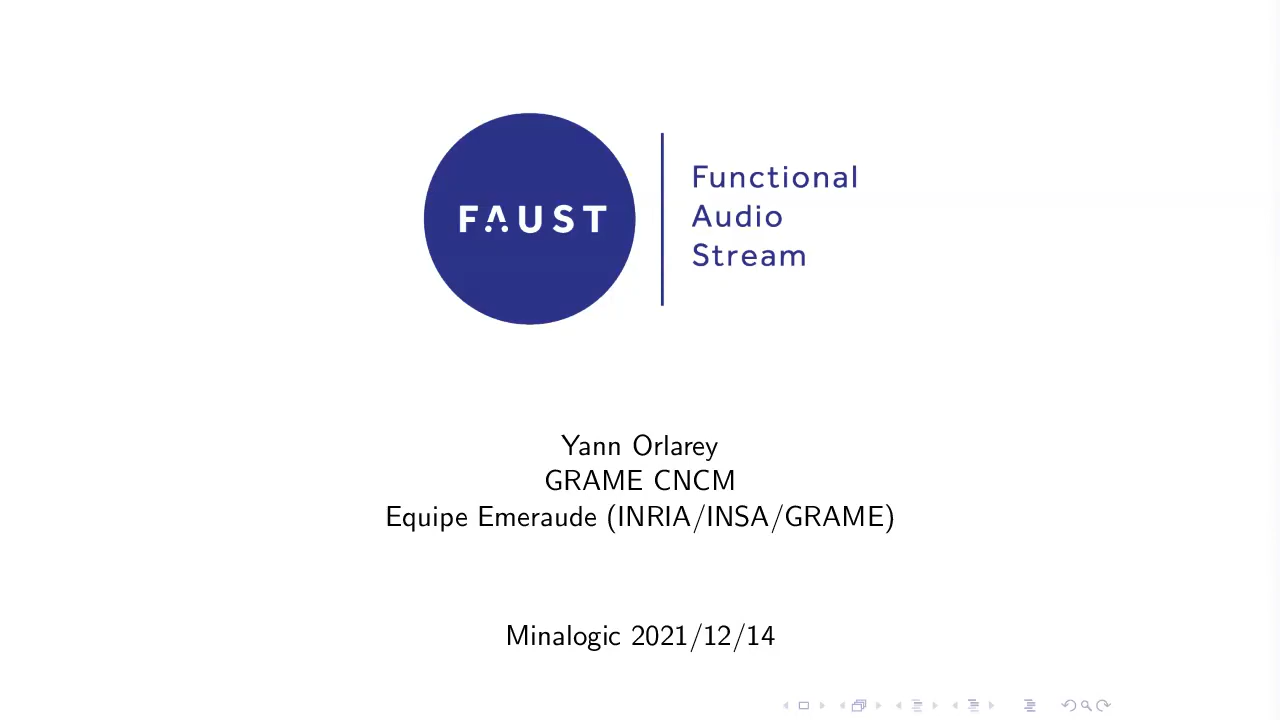 FAUST
Functional
Audio
Stream
Yann Orlarey
GRAME CNCM
Equipe Emeraude (INRIA/INSA/GRAME)
Minalogic 2021/12/14